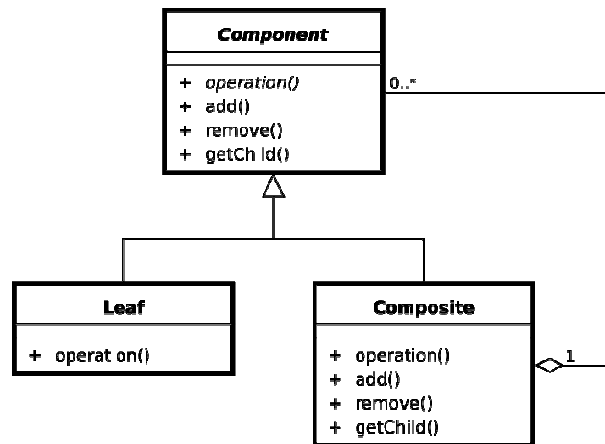 Component
+ operation()
+ add()
+ remove()
+ getCh ld()
0..*
Leaf
+ operat on()
Composite
+ operation()
+ add()
+ remove()
+ getChild()
1